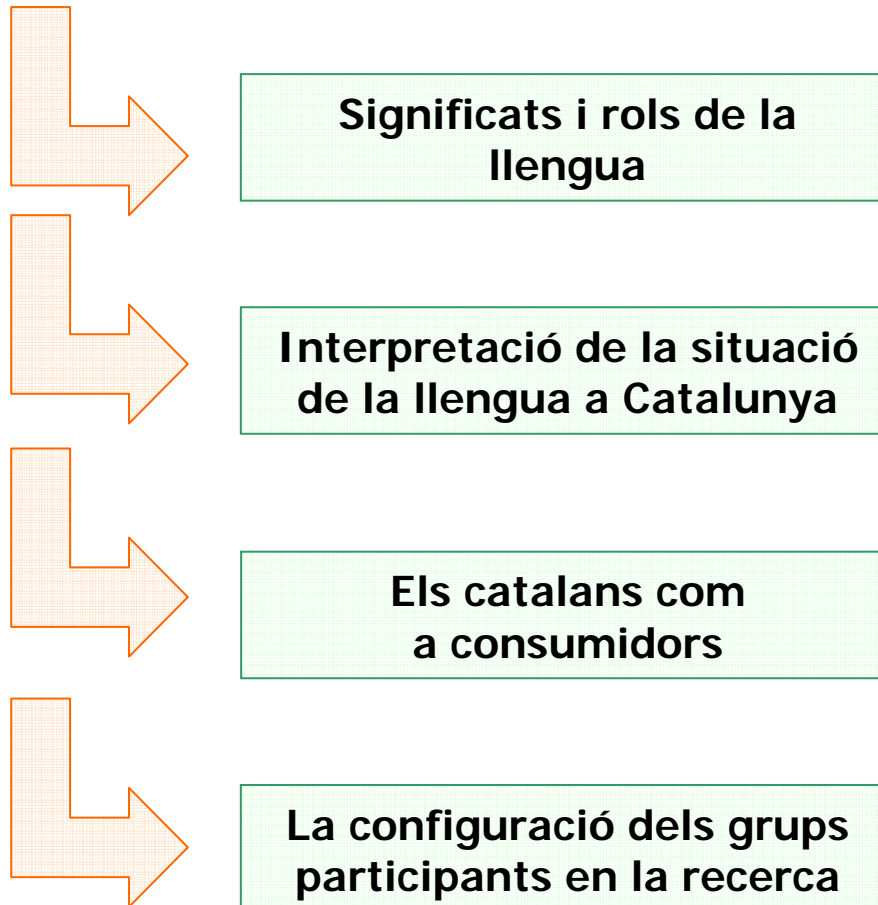 Significats i rols de la
llengua
Interpretació de la situació
de la llengua a Catalunya
Els catalans com
a consumidors
La configuració dels grups
participants en la recerca